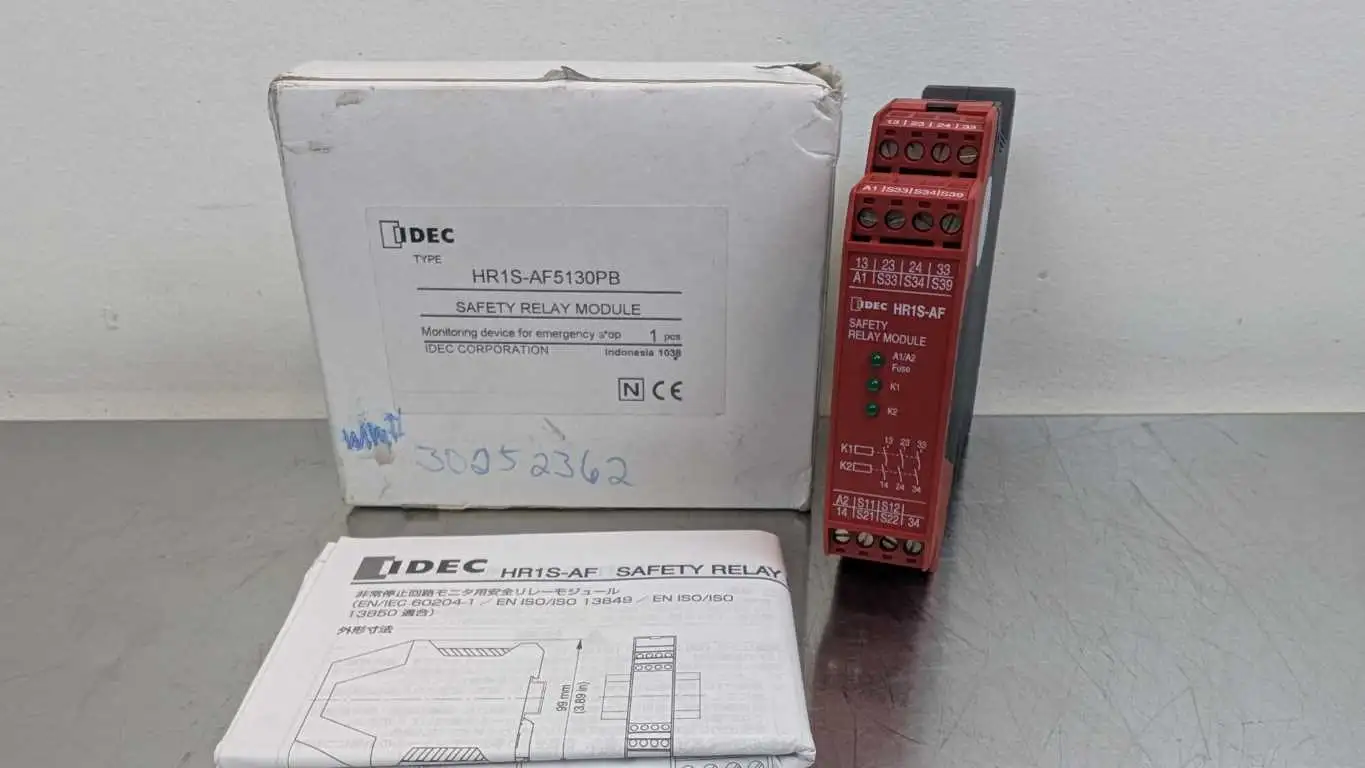 IDEC
TYPE
HR1S-AF5130PB
SAFETY RELAY MODULE
Monitoring device for emergency stop 1 pcs
IDEC CORPORATION Indonesia 1038
N CE
30252362
13 23 24 33
A1 S33 S34 S39
13 23 24 33
A1 S33 S34 S39
IDEC HR1S-AF
SAFETY
RELAY MODULE
A1/A2
Fuse
K1
K2
13 23 33
K1
K2
14 24 34
A2 S11 S12
14 S21 S22 34
IDEC HR1S-AF SAFETY RELAY
非常停止回路モニタ用安全リレーモジュール
(EN/IEC 60204-1 / EN ISO/ISO 13849 / EN ISO/ISO
13850 適合)
外形寸法
99 mm
(3.89 in)